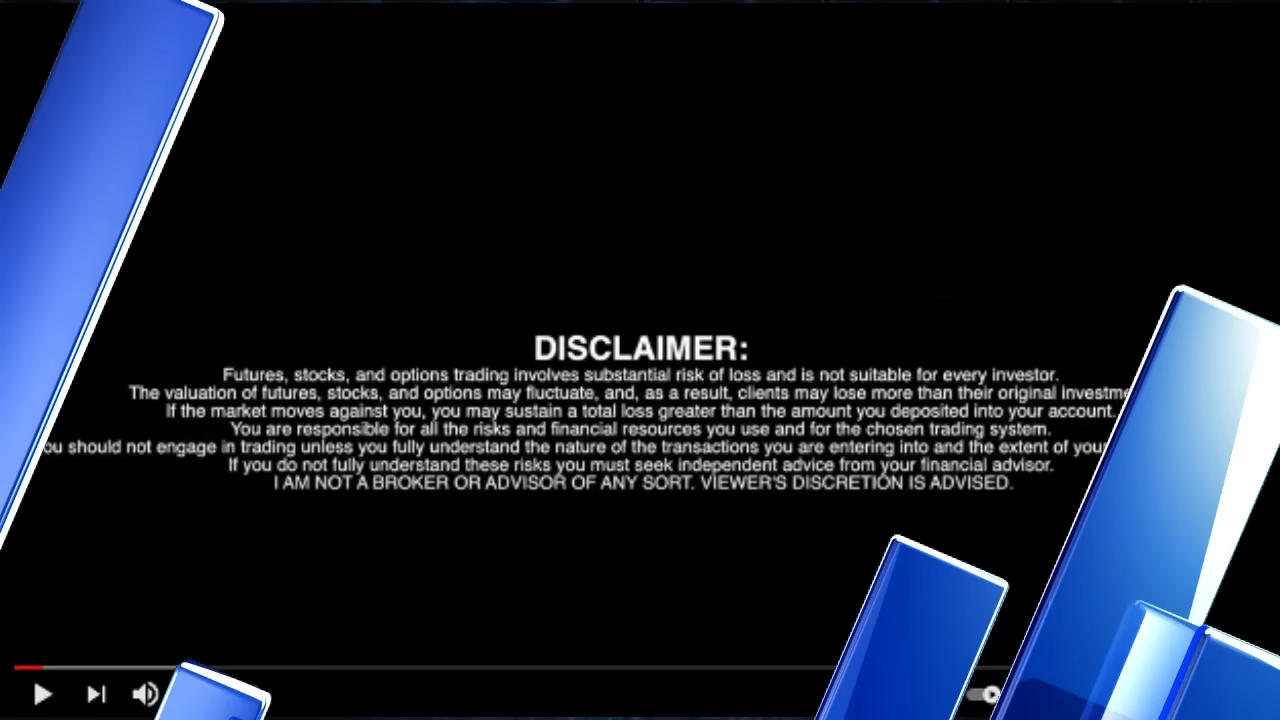 DISCLAIMER:
Futures, stocks, and options trading involves substantial risk of loss and is not suitable for every investor.
The valuation of futures, stocks, and options may fluctuate, and, as a result, clients may lose more than their original
If the market moves against you, you may sustain a total loss greater than the amount you deposited into your account.
You are responsible for all the risks and financial resources you use and for the chosen trading system.
should not engage in trading unless you fully understand the nature of the transactions you are entering into and the extent of
If you do not fully understand these risks you must seek independent advice from your financial advisor.
I AM NOT A BROKER OR ADVISOR OF ANY SORT. VIEWER'S DISCRETION IS ADVISED.